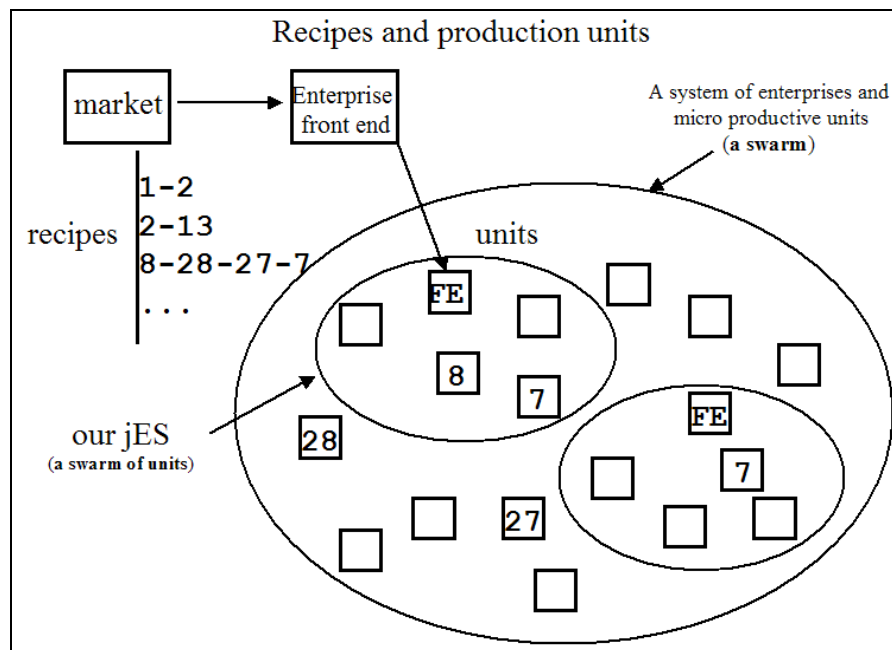 Recipes and production units
market
Enterprise
front end
A system of enterprises and
micro productive units
(a swarm)
recipes
1-2
2-13
8-28-27-7
...
units
FE
8
7
our jES
(a swarm of units)
28
FE
7
27